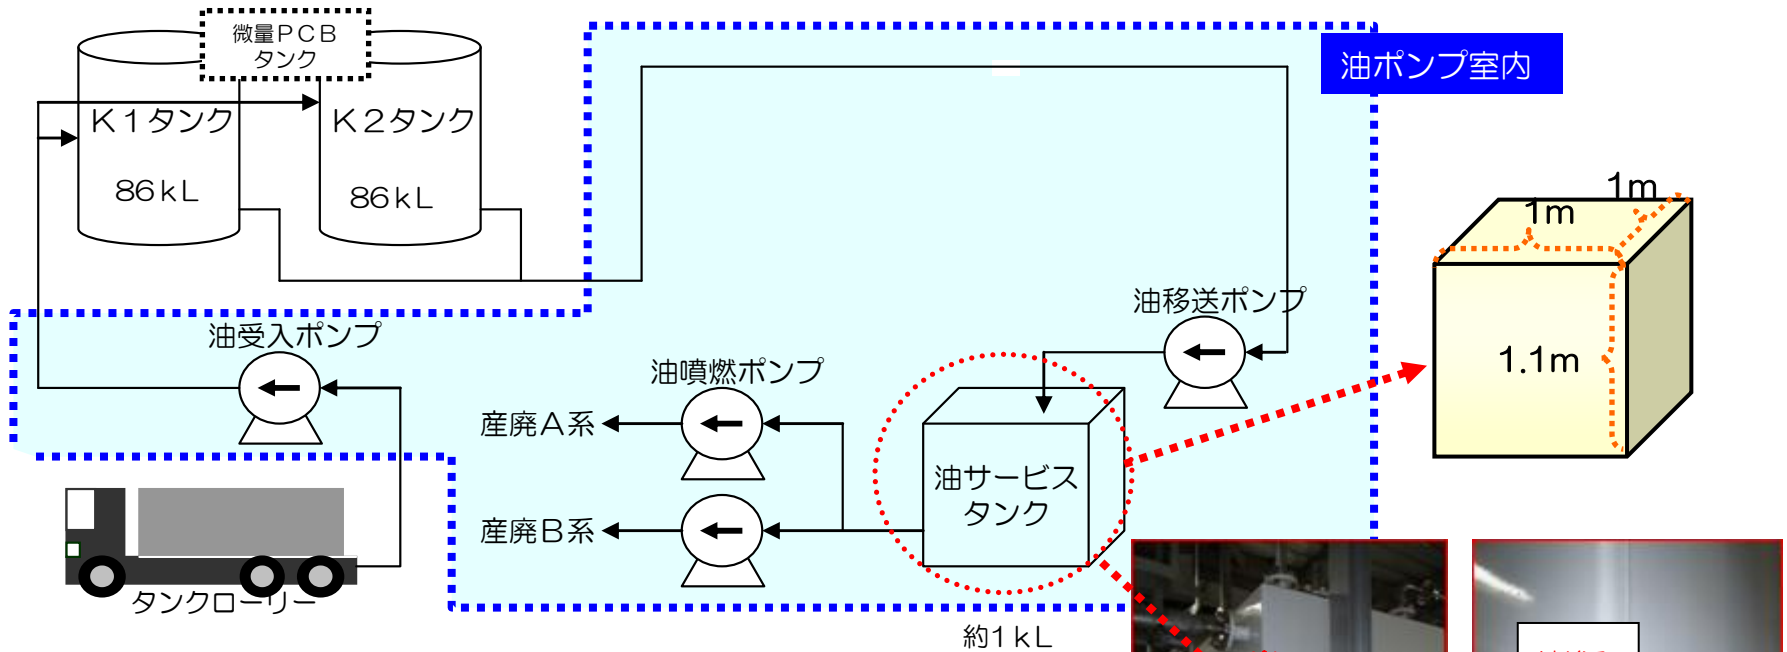 微量PCB
タンク
K1タンク
86kL
K2タンク
86kL
油ポンプ室内
1m
1m
1.1m
油移送ポンプ
油受入ポンプ
油噴燃ポンプ
産廃A系
産廃B系
油サービス
タンク
タンクローリー
約1kL